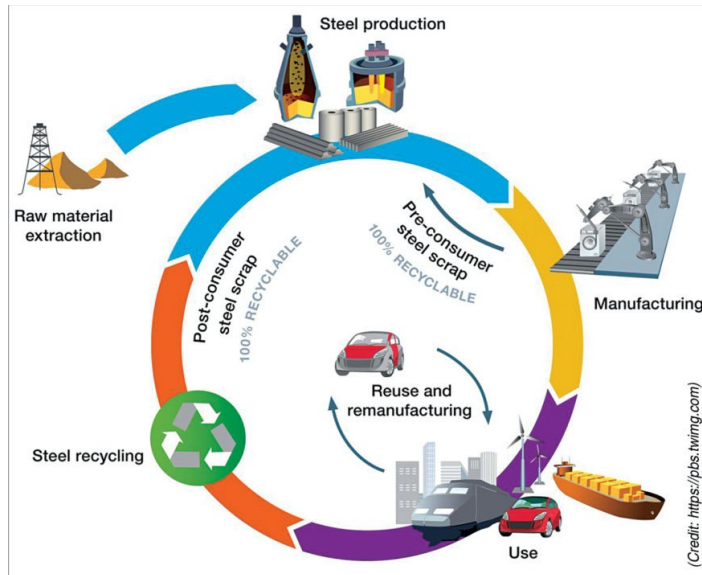 Steel production
Raw material
extraction
Pre-consumer
steel scrap
100% RECYCLABLE
Post-consumer
steel scrap
100% RECYCLABLE
Manufacturing
Reuse and
remanufacturing
Steel recycling
Use
(Credit: https://pbs.twimg.com)